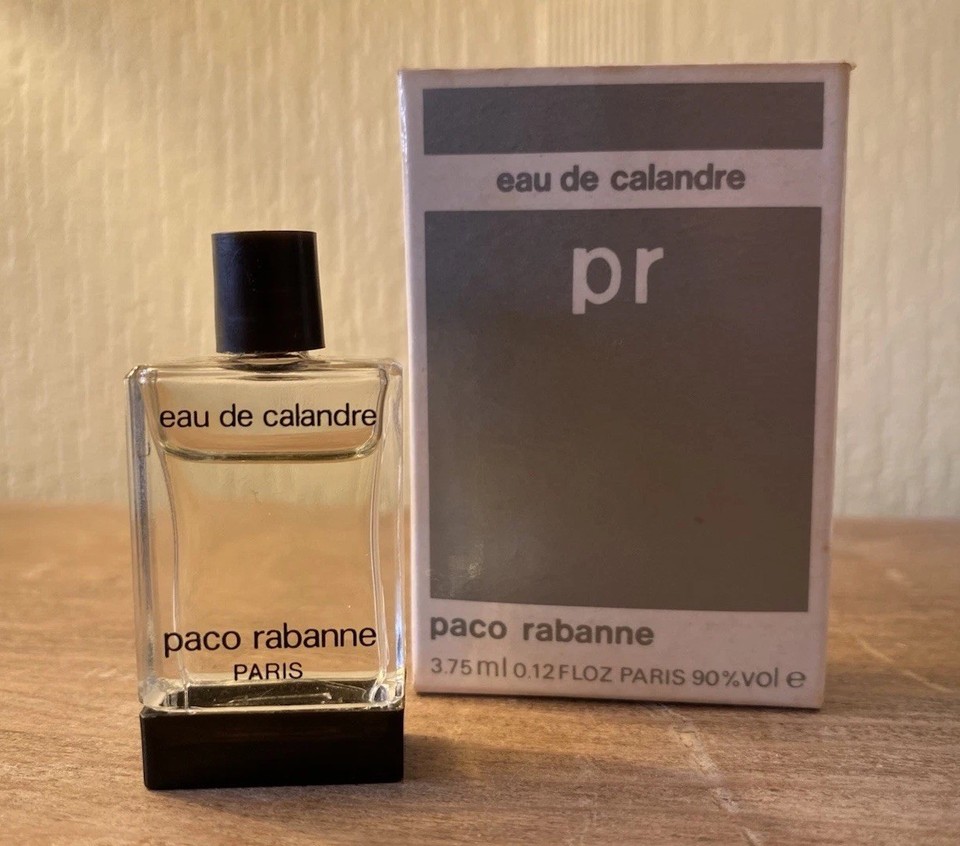 eau de calandre
paco rabanne
PARIS
eau de calandre
pr
paco rabanne
3.75 ml 0.12 FLOZ PARIS 90%vol e